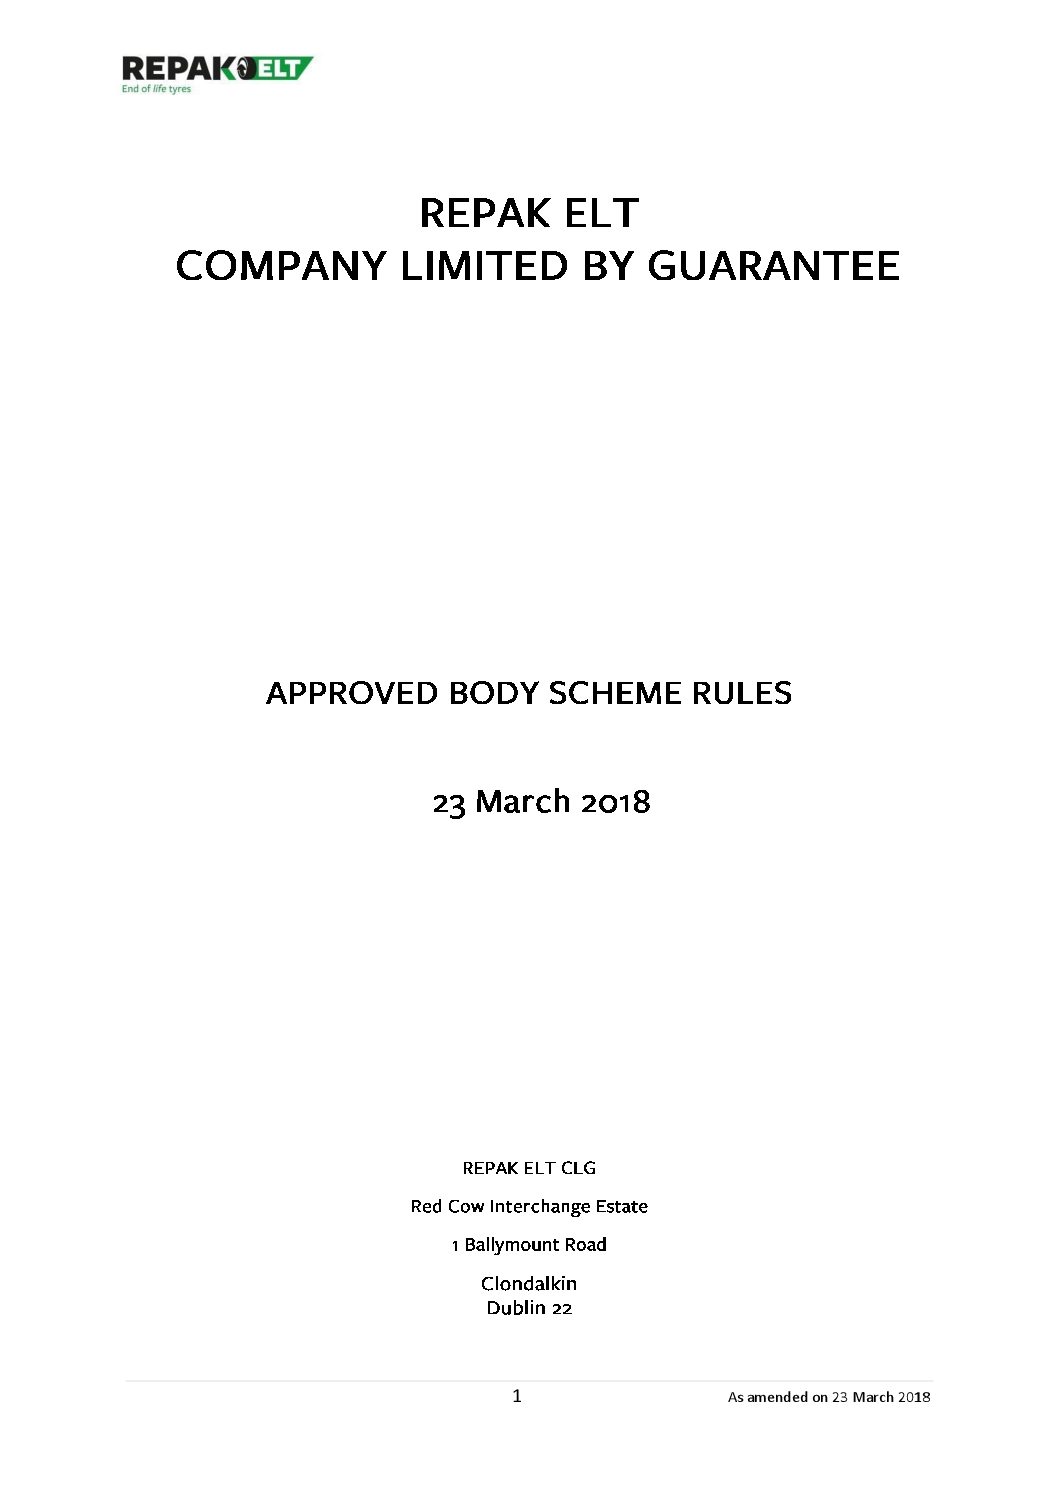 REPAK ELT
End of life tyres
REPAK ELT
COMPANY LIMITED BY GUARANTEE
APPROVED BODY SCHEME RULES
23 March 2018
REPAK ELT CLG
Red Cow Interchange Estate
1 Ballymount Road
Clondalkin
Dublin 22
1 As amended on 23 March 2018